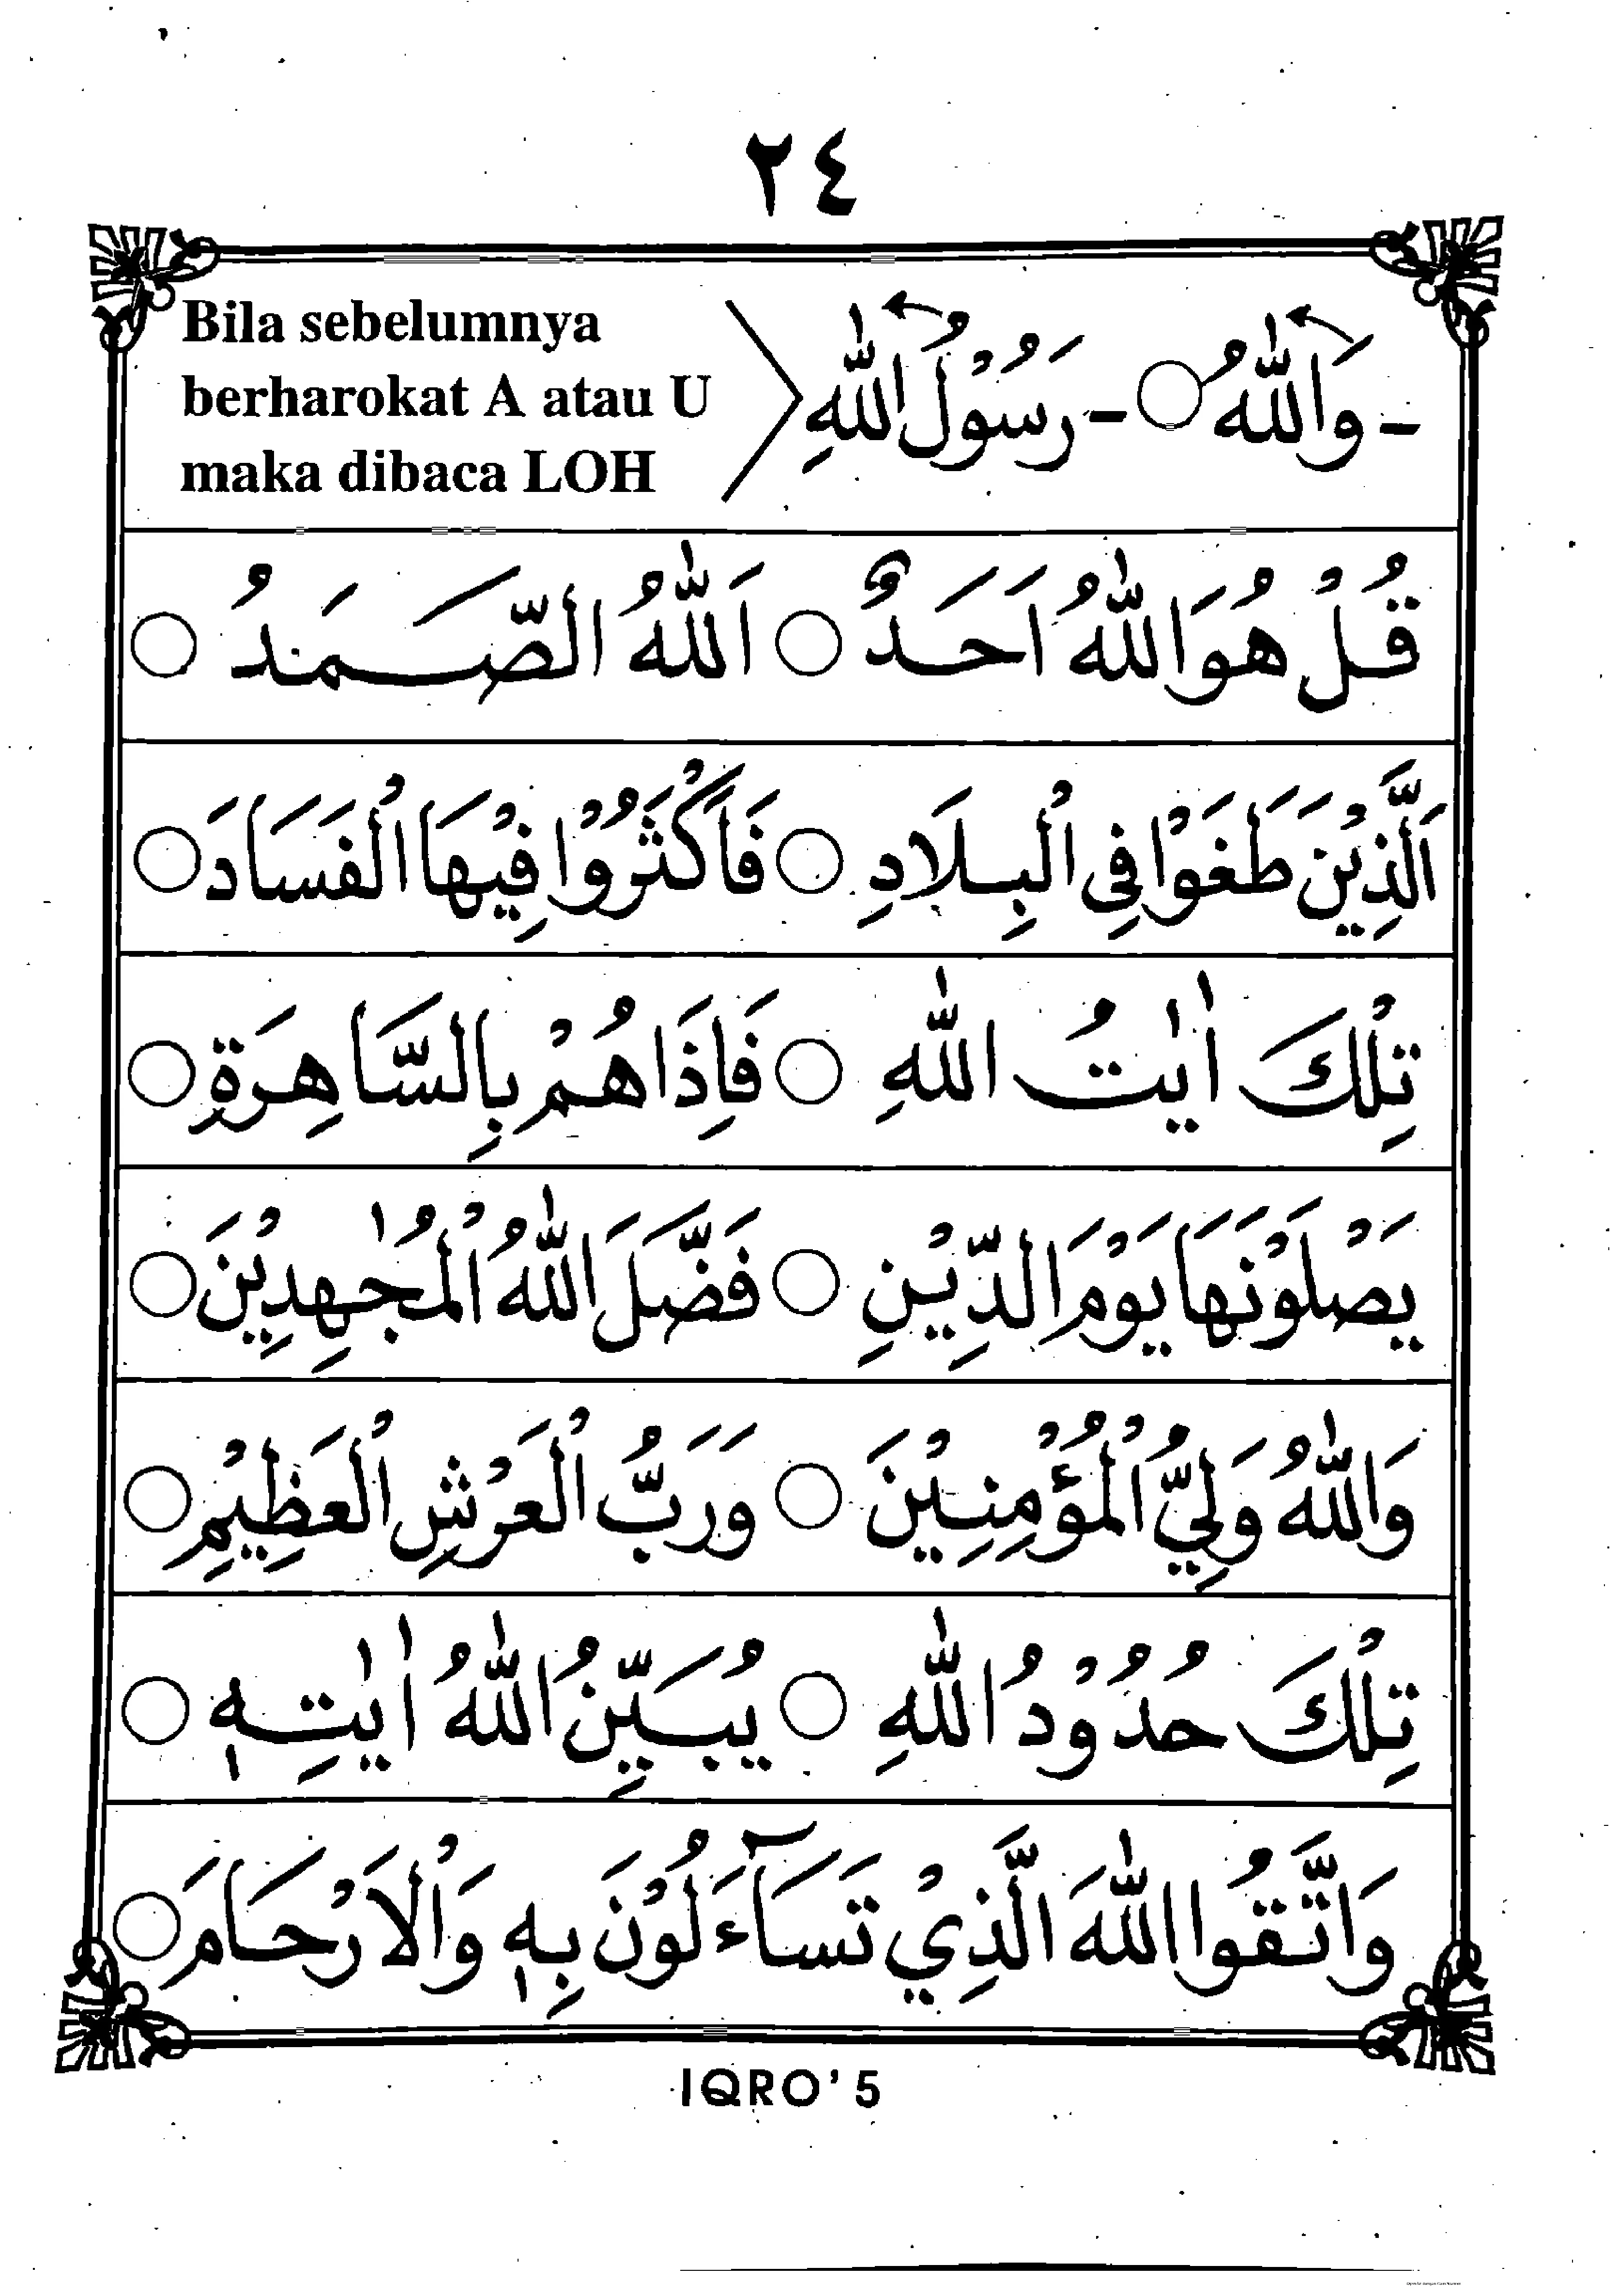 ٢٤
- وَاللّٰهُ ○ - رَسُوْلُ اللّٰهِ
Bila sebelumnya
berharokat A atau U
maka dibaca LOH
قُلْ هُوَ اللّٰهُ اَحَدٌ ○ اَللّٰهُ الصَّمَدُ ○
اَلَّذِيْنَ طَغَوْا فِى الْبِلَادِ ○ فَاَكْثَرُوْا فِيْهَا الْفَسَادَ ○
تِلْكَ اٰيٰتُ اللّٰهِ ○ فَاِذَا هُمْ بِالسَّاهِرَةِ ○
يَصْلَوْنَهَا يَوْمَ الدِّيْنِ ○ فَضَّلَ اللّٰهُ الْمُجٰهِدِيْنَ ○
وَاللّٰهُ وَلِيُّ الْمُؤْمِنِيْنَ ○ وَرَبُّ الْعَرْشِ الْعَظِيْمِ ○
تِلْكَ حُدُوْدُ اللّٰهِ ○ يُبَيِّنُ اللّٰهُ اٰيٰتِهٖ ○
وَاتَّقُوا اللّٰهَ الَّذِيْ تَسَآءَلُوْنَ بِهٖ وَالْاَرْحَامَ ○
IQRO' 5